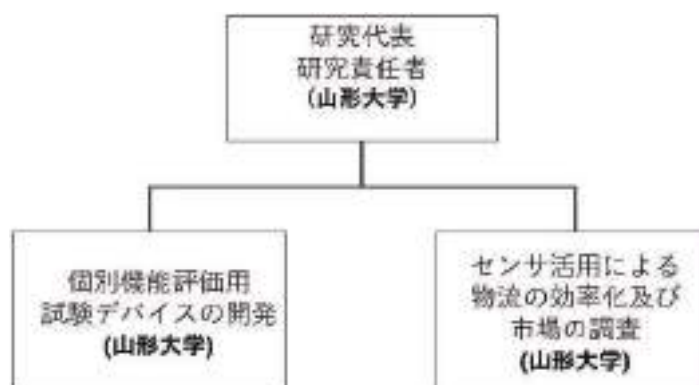 研究代表
研究責任者
(山形大学)
個別機能評価用
試験デバイスの開発
(山形大学)
センサ活用による
物流の効率化及び
市場の調査
(山形大学)